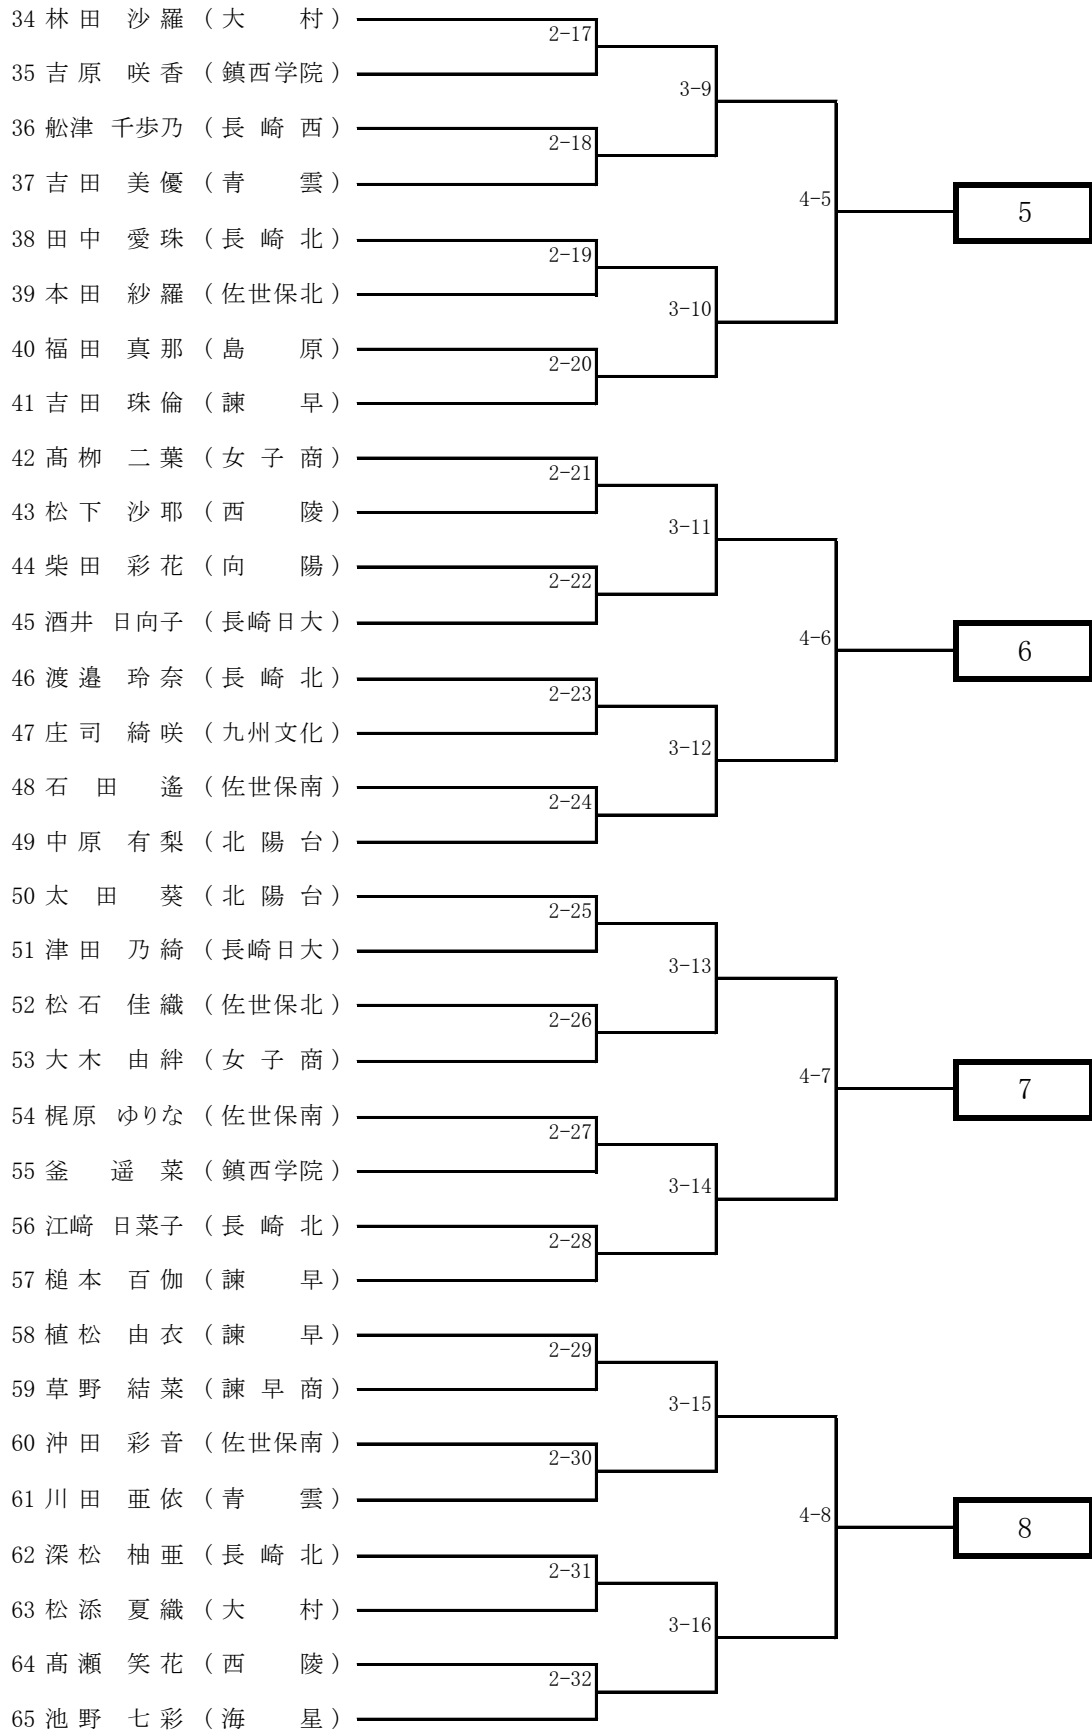 34 林田 沙羅 (大 村)
2-17
35 吉原 咲香 (鎮西学院)
3-9
36 舩津 千歩乃 (長崎西)
2-18
37 吉田 美優 (青 雲)
4-5
5
38 田中 愛珠 (長崎北)
2-19
39 本田 紗羅 (佐世保北)
3-10
40 福田 真那 (島 原)
2-20
41 吉田 珠倫 (諫 早)
42 髙栁 二葉 (女子商)
2-21
43 松下 沙耶 (西 陵)
3-11
44 柴田 彩花 (向 陽)
2-22
45 酒井 日向子 (長崎日大)
4-6
6
46 渡邉 玲奈 (長崎北)
2-23
47 庄司 綺咲 (九州文化)
3-12
48 石田 遙 (佐世保南)
2-24
49 中原 有梨 (北陽台)
50 太田 葵 (北陽台)
2-25
51 津田 乃綺 (長崎日大)
3-13
52 松石 佳織 (佐世保北)
2-26
53 大木 由絆 (女子商)
4-7
7
54 梶原 ゆりな (佐世保南)
2-27
55 釜 遥菜 (鎮西学院)
3-14
56 江﨑 日菜子 (長崎北)
2-28
57 槌本 百伽 (諫 早)
58 植松 由衣 (諫 早)
2-29
59 草野 結菜 (諫早商)
3-15
60 沖田 彩音 (佐世保南)
2-30
61 川田 亜依 (青 雲)
4-8
8
62 深松 柚亜 (長崎北)
2-31
63 松添 夏織 (大 村)
3-16
64 髙瀬 笑花 (西 陵)
2-32
65 池野 七彩 (海 星)